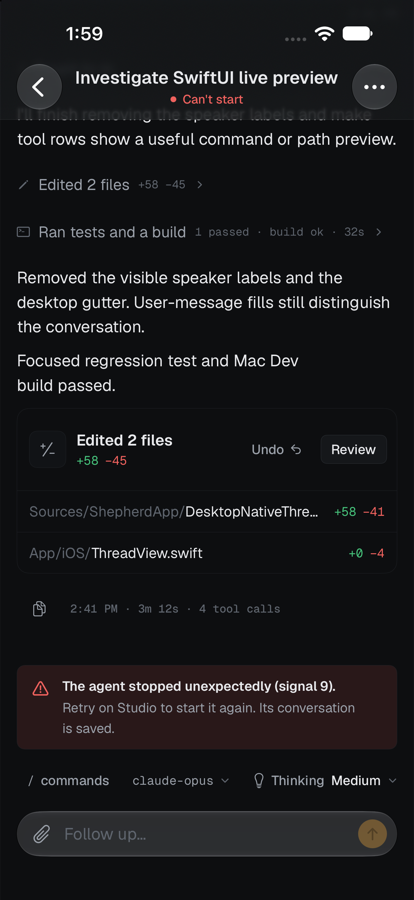 1:59
Investigate SwiftUI live preview
Can't start
I'll finish removing the speaker labels and make
tool rows show a useful command or path preview.
Edited 2 files +58 −45
Ran tests and a build 1 passed · build ok · 32s
Removed the visible speaker labels and the
desktop gutter. User-message fills still distinguish
the conversation.
Focused regression test and Mac Dev
build passed.
Edited 2 files
+58 −45
Undo
Review
Sources/ShepherdApp/DesktopNativeThre... +58 −41
App/iOS/ThreadView.swift +0 −4
2:41 PM · 3m 12s · 4 tool calls
The agent stopped unexpectedly (signal 9).
Retry on Studio to start it again. Its conversation
is saved.
/ commands claude-opus Thinking Medium
Follow up...